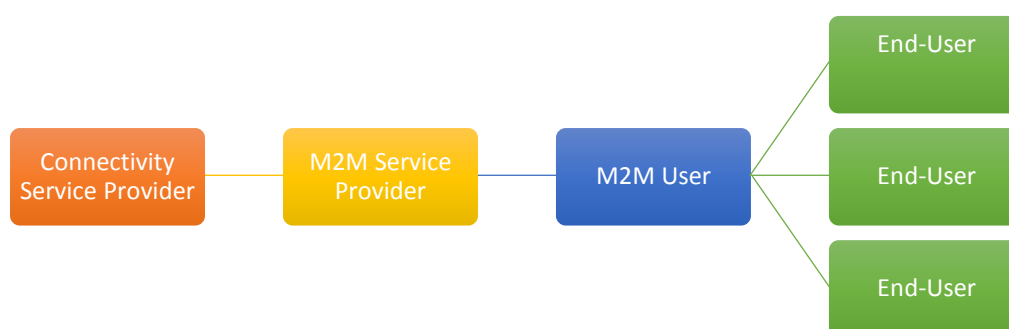 End-User
Connectivity
Service Provider
M2M Service
Provider
M2M User
End-User
End-User